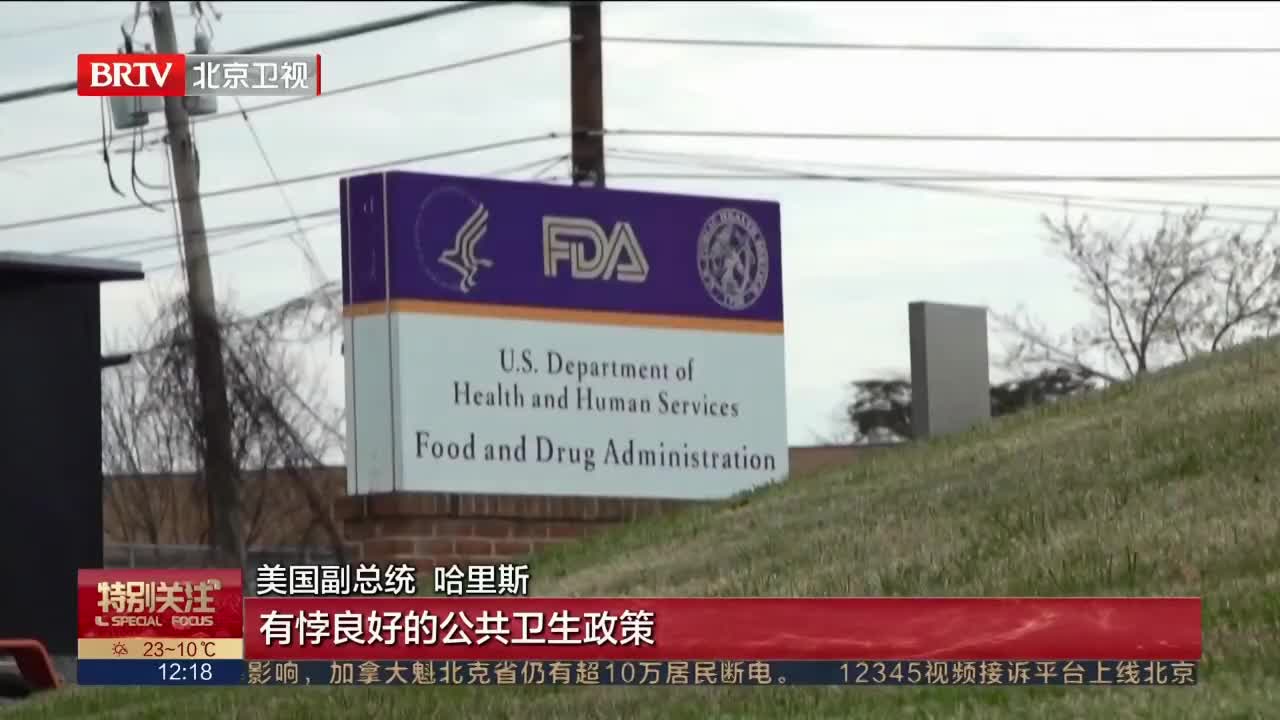 BRTV 北京卫视
FDA
U.S. Department of
Health and Human Services
Food and Drug Administration
美国副总统 哈里斯
特别关注
SPECIAL FOCUS
有悖良好的公共卫生政策
23~10℃
12:18
影响，加拿大魁北克省仍有超10万居民断电。 12345视频接诉平台上线北京